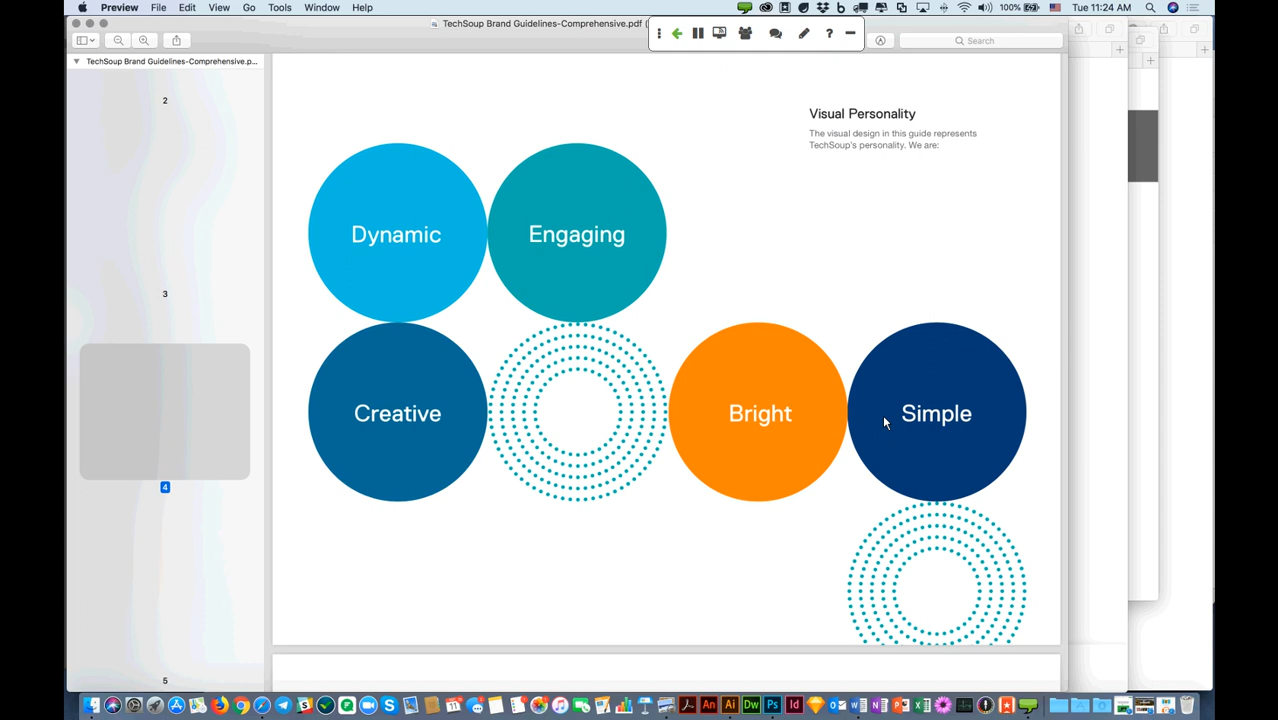 Preview File Edit View Go Tools Window Help
100% Tue 11:24 AM
TechSoup Brand Guidelines-Comprehensive.pdf
Search
TechSoup Brand Guidelines-Comprehensive.p...
2
3
4
5
Visual Personality
The visual design in this guide represents
TechSoup's personality. We are:
Dynamic
Engaging
Creative
Bright
Simple